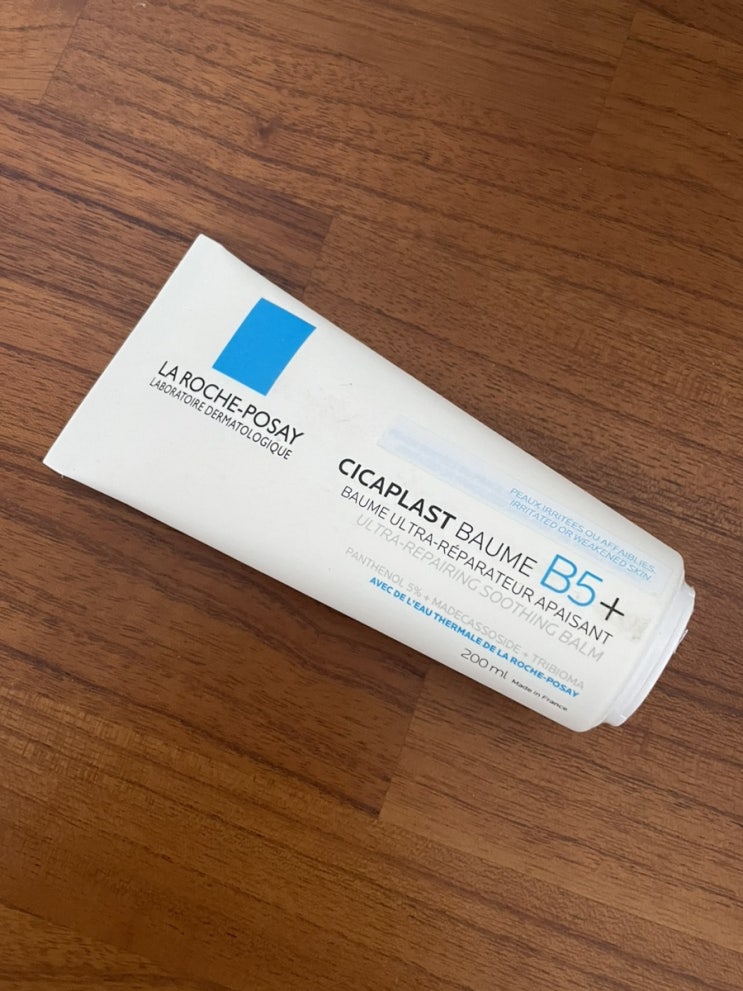 LA ROCHE-POSAY
LABORATOIRE DERMATOLOGIQUE
PEAUX IRRITÉES OU AFFAIBLIES,
IRRITATED OR WEAKENED SKIN
CICAPLAST BAUME B5+
BAUME ULTRA-RÉPARATEUR APAISANT
ULTRA-REPAIRING SOOTHING BALM
PANTHENOL 5% + MADECASSOSIDE + TRIBIOMA
AVEC DE L'EAU THERMALE DE LA ROCHE-POSAY
200 ml Made in France